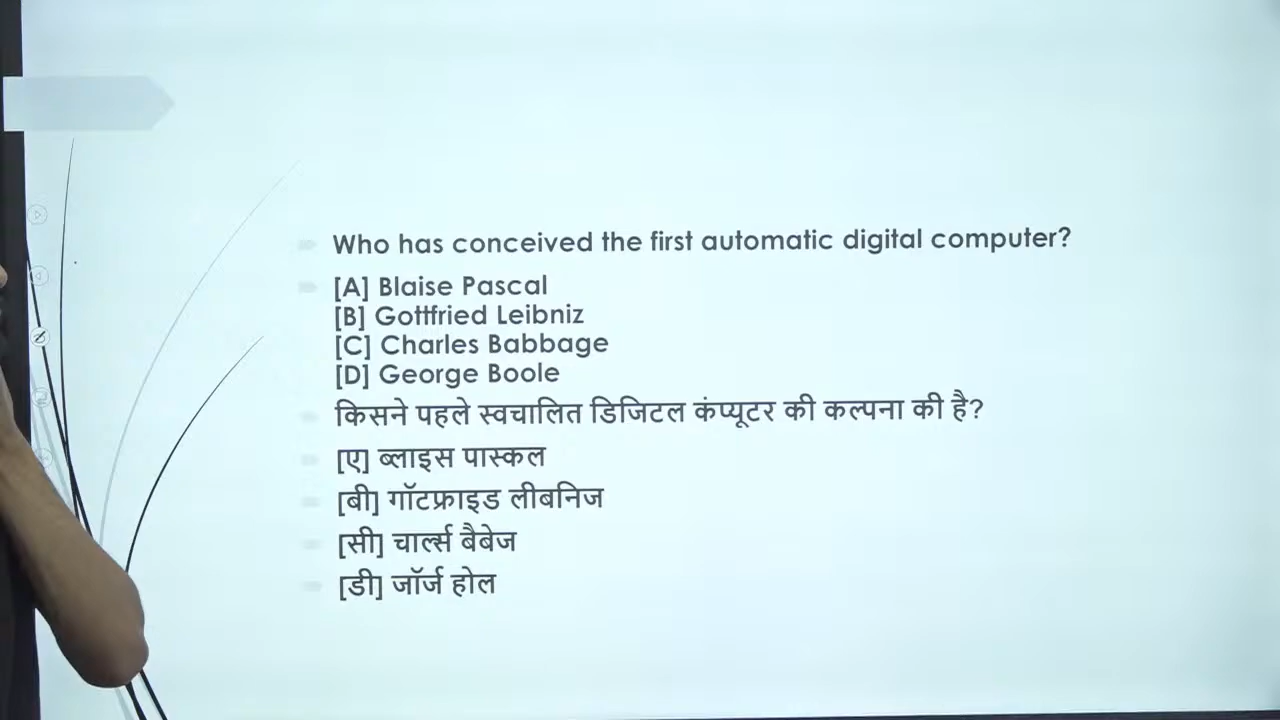 Who has conceived the first automatic digital computer?
[A] Blaise Pascal
[B] Gottfried Leibniz
[C] Charles Babbage
[D] George Boole
किसने पहले स्वचालित डिजिटल कंप्यूटर की कल्पना की है?
[ए] ब्लाइस पास्कल
[बी] गॉटफ्राइड लीबनिज
[सी] चार्ल्स बैबेज
[डी] जॉर्ज होल